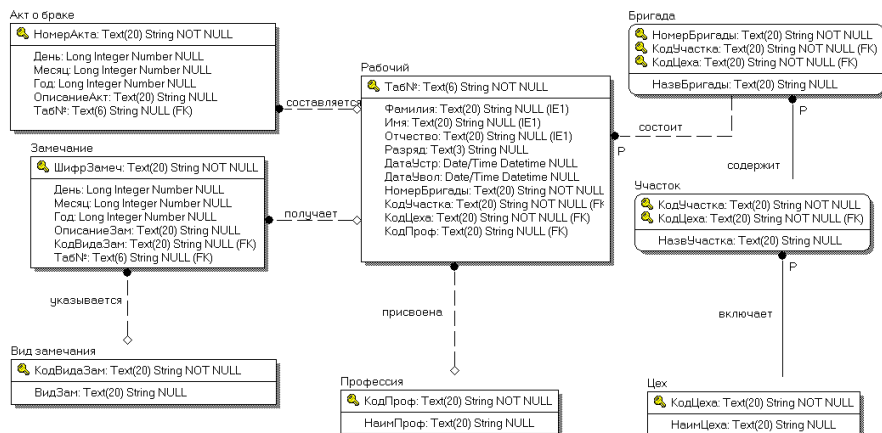 Акт о браке
НомерАкта: Text(20) String NOT NULL
День: Long Integer Number NULL
Месяц: Long Integer Number NULL
Год: Long Integer Number NULL
ОписаниеАкт: Text(20) String NULL
Таб№: Text(6) String NULL (FK)
составляется
Замечание
ШифрЗамеч: Text(20) String NOT NULL
День: Long Integer Number NULL
Месяц: Long Integer Number NULL
Год: Long Integer Number NULL
ОписаниеЗам: Text(20) String NULL
КодВидаЗам: Text(20) String NULL (FK)
Таб№: Text(6) String NULL (FK)
получает
указывается
Вид замечания
КодВидаЗам: Text(20) String NOT NULL
ВидЗам: Text(20) String NULL
Рабочий
Таб№: Text(6) String NOT NULL
Фамилия: Text(20) String NULL (IE1)
Имя: Text(20) String NULL (IE1)
Отчество: Text(20) String NULL (IE1)
Разряд: Text(3) String NULL
ДатаУстр: Date/Time Datetime NULL
ДатаУвол: Date/Time Datetime NULL
НомерБригады: Text(20) String NOT NULL
КодУчастка: Text(20) String NOT NULL (FK
КодЦеха: Text(20) String NOT NULL (FK)
КодПроф: Text(20) String NULL (FK)
присвоена
Профессия
КодПроф: Text(20) String NOT NULL
НаимПроф: Text(20) String NULL
Бригада
НомерБригады: Text(20) String NOT NULL
КодУчастка: Text(20) String NOT NULL (FK)
КодЦеха: Text(20) String NOT NULL (FK)
НазвБригады: Text(20) String NULL
P
состоит
P
содержит
Участок
КодУчастка: Text(20) String NOT NULL
КодЦеха: Text(20) String NOT NULL (FK)
НазвУчастка: Text(20) String NULL
P
включает
Цех
КодЦеха: Text(20) String NOT NULL
НаимЦеха: Text(20) String NULL